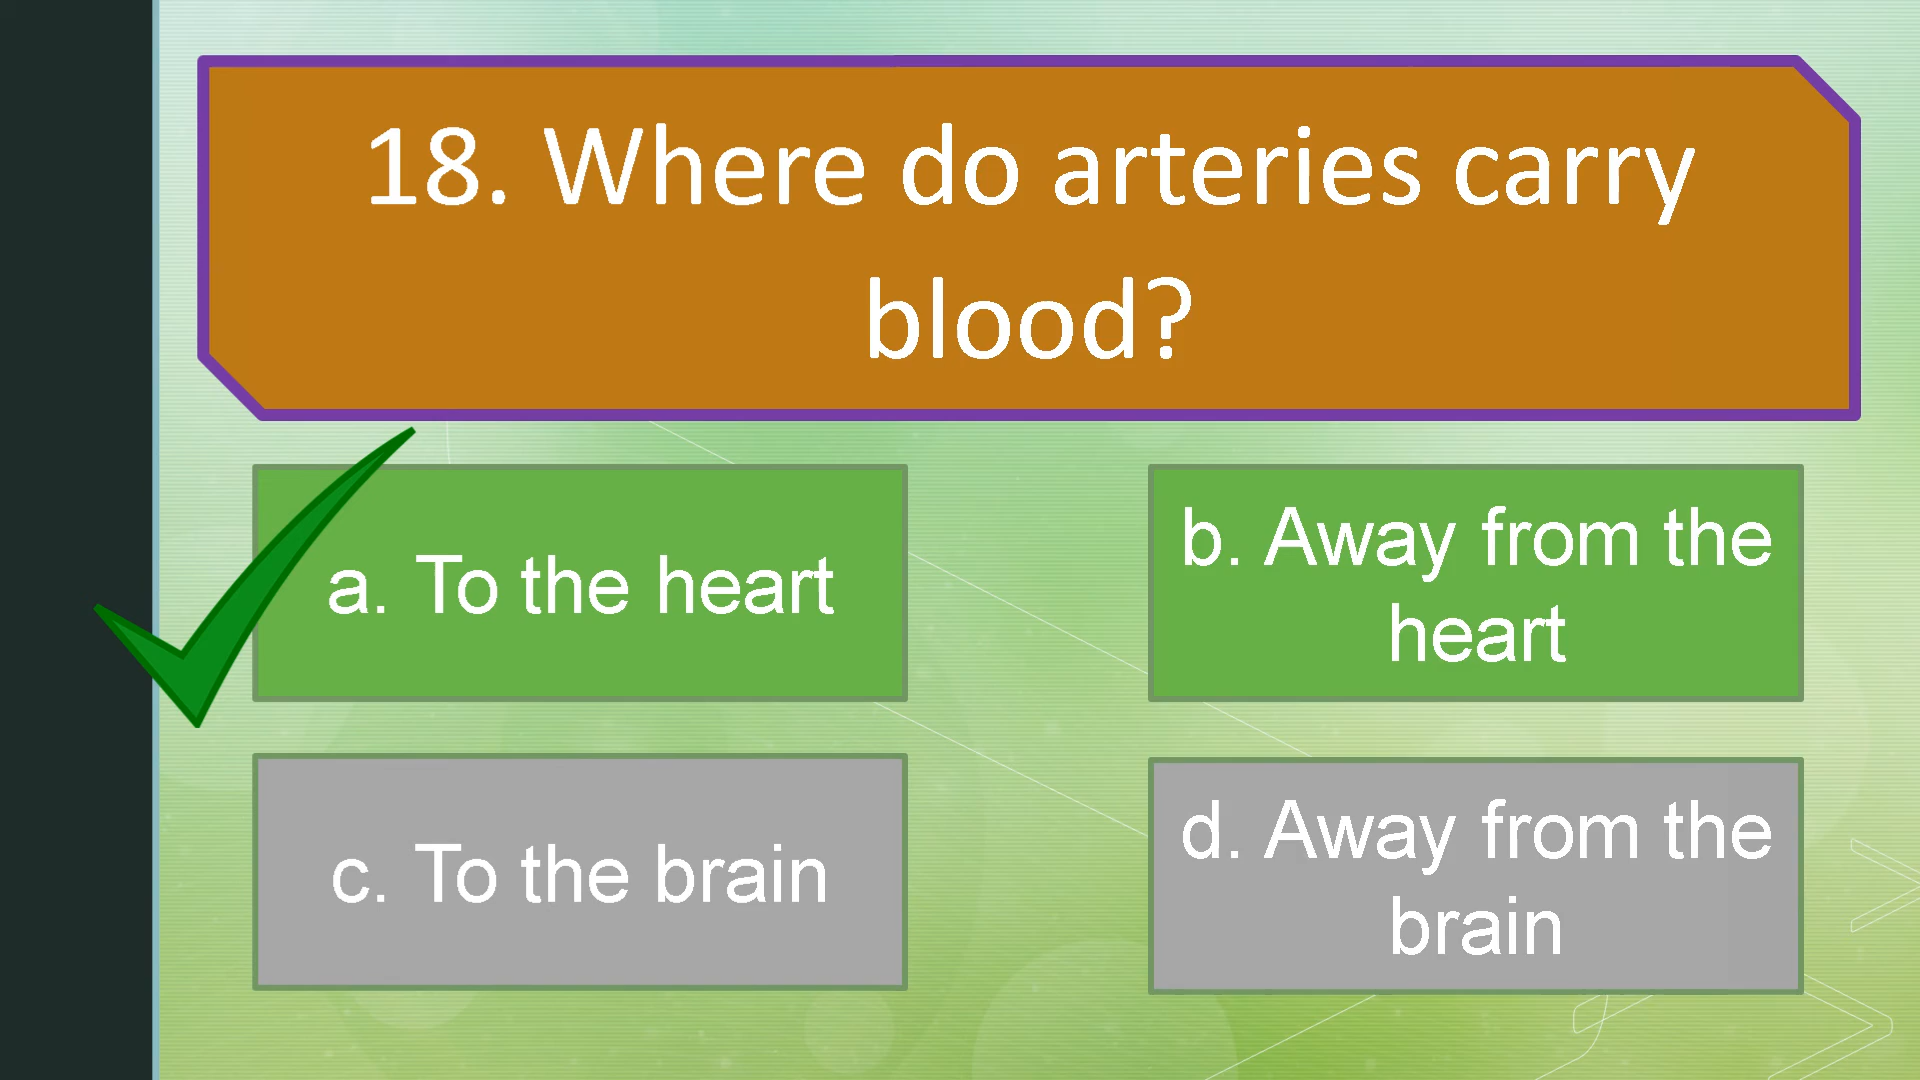 18. Where do arteries carry
blood?
a. To the heart
b. Away from the
heart
c. To the brain
d. Away from the
brain